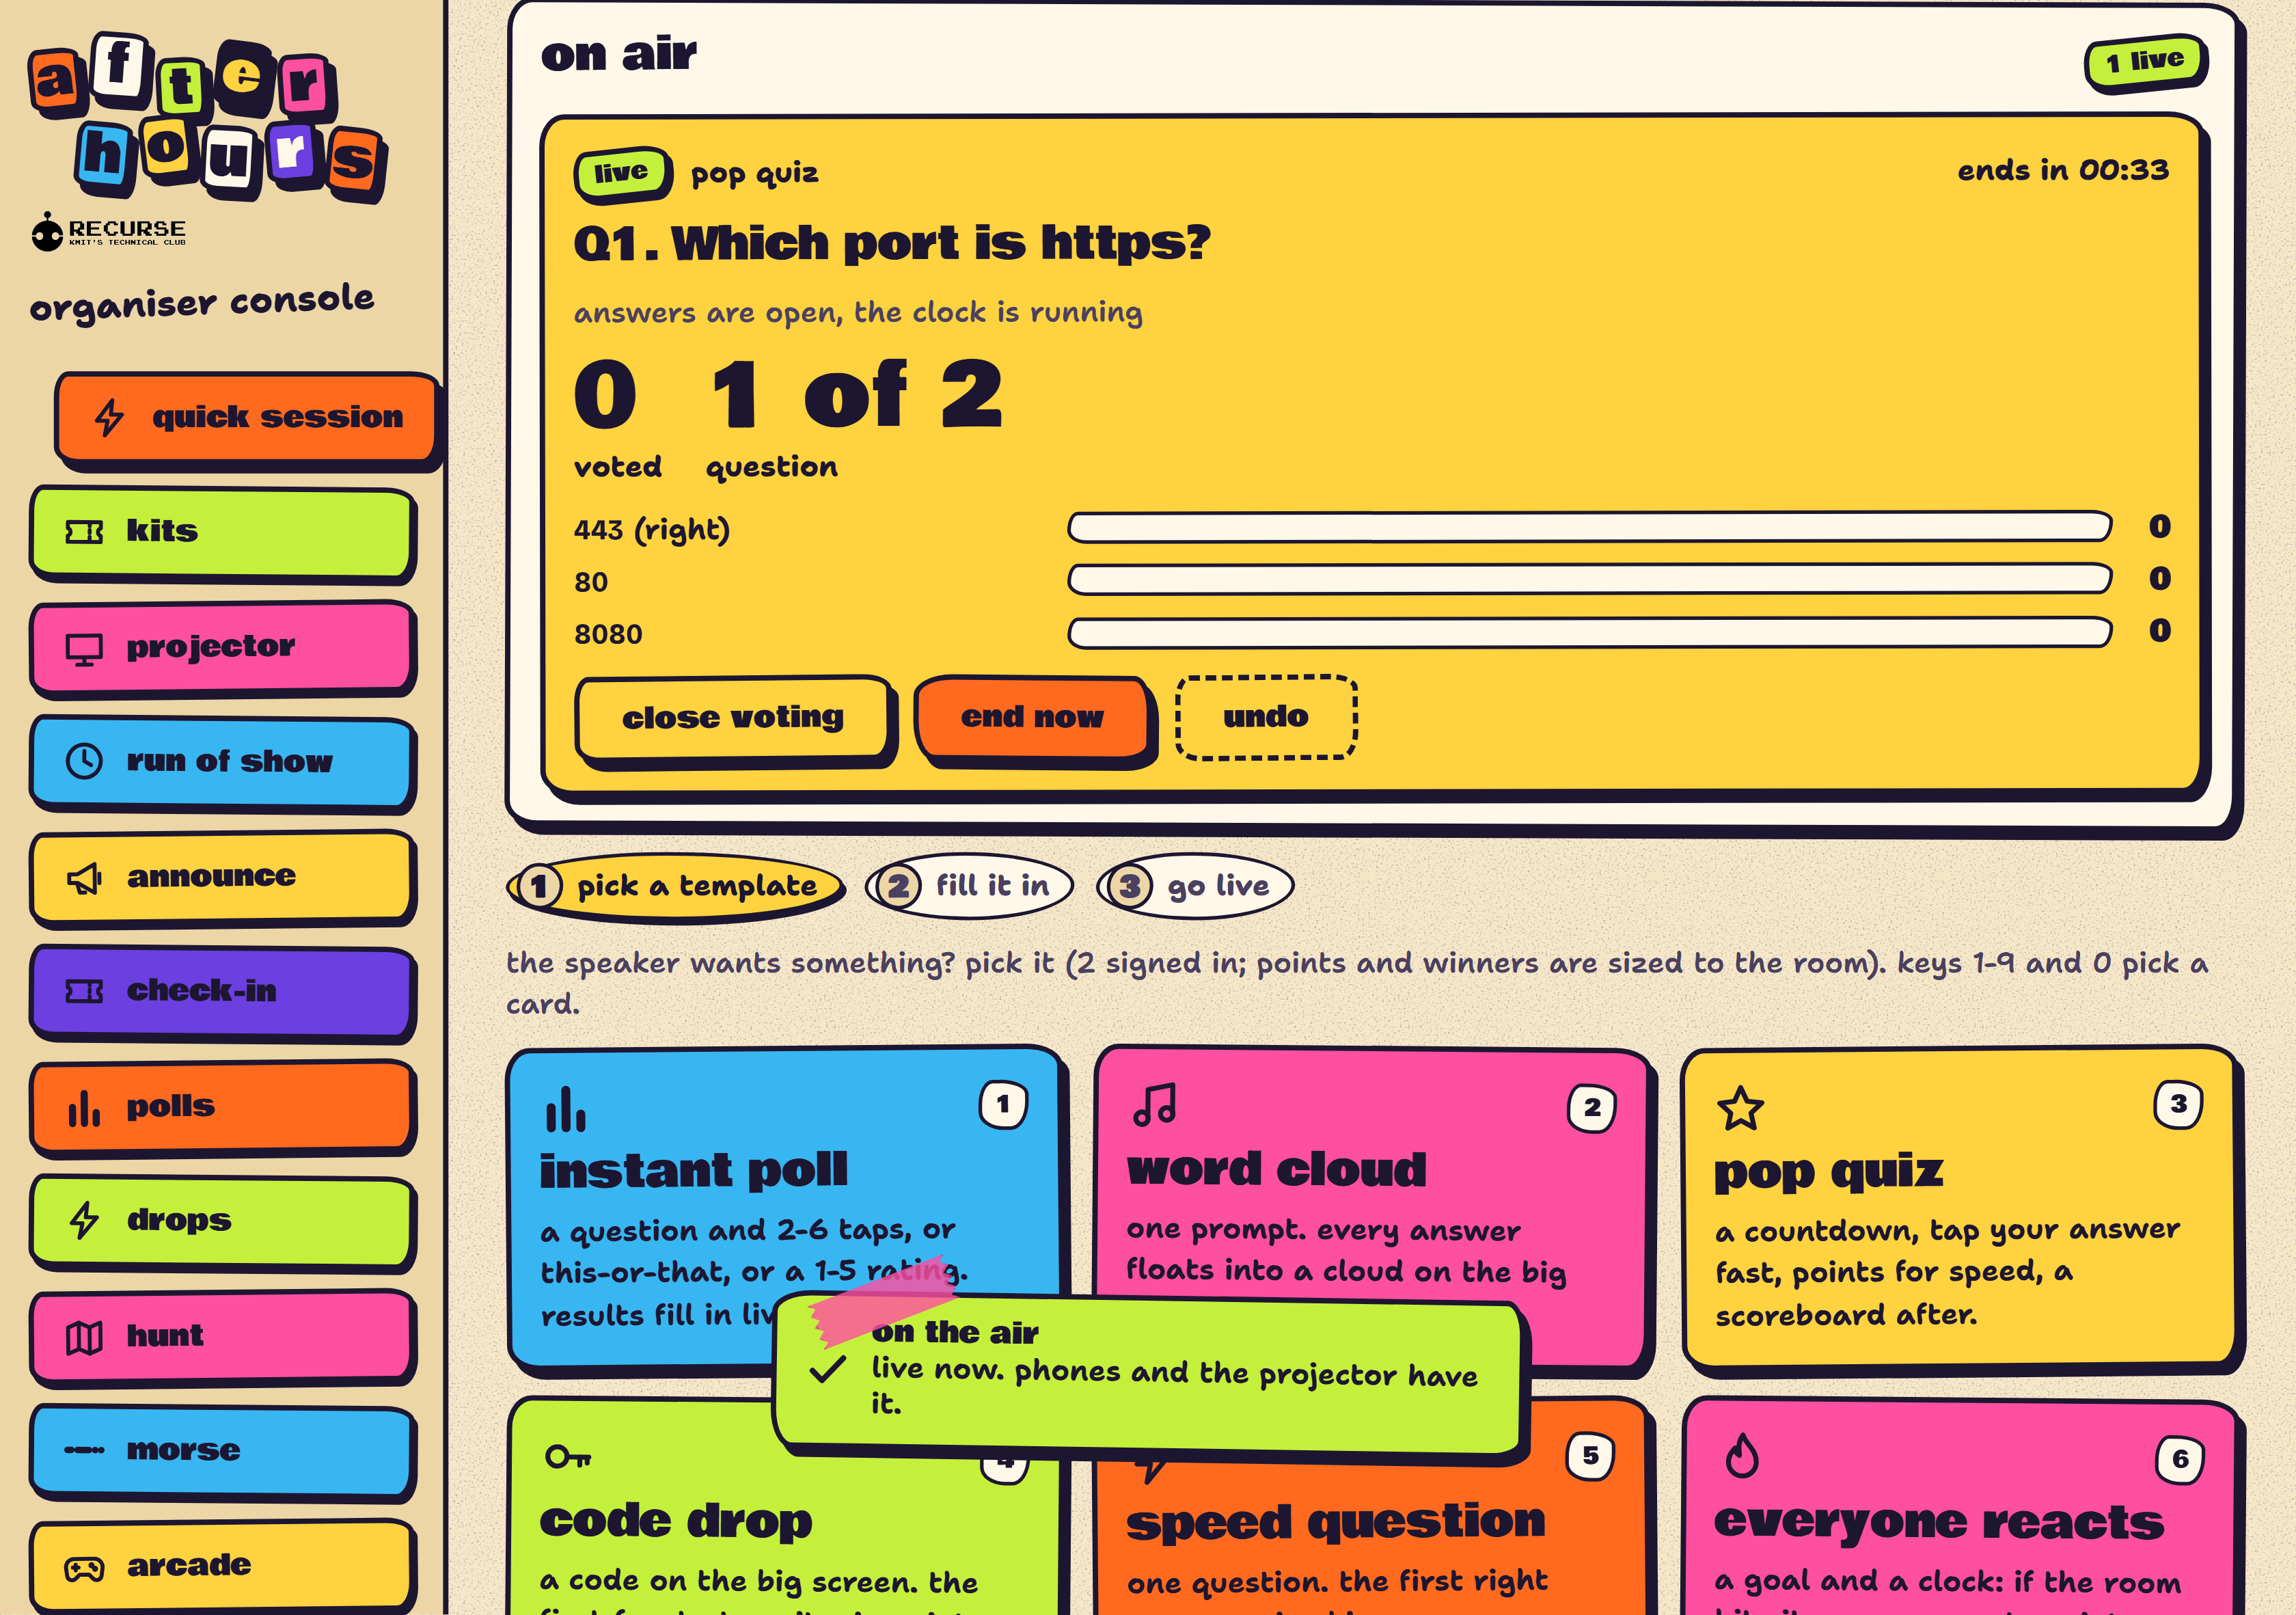 after
hours
RECURSE
KMIT'S TECHNICAL CLUB
organiser console
quick session
kits
projector
run of show
announce
check-in
polls
drops
hunt
morse
arcade
on air
1 live
live pop quiz
ends in 00:33
Q1. Which port is https?
answers are open, the clock is running
0 1 of 2
voted question
443 (right) 0
80 0
8080 0
close voting end now undo
1 pick a template 2 fill it in 3 go live
the speaker wants something? pick it (2 signed in; points and winners are sized to the room). keys 1-9 and 0 pick a
card.
1
instant poll
a question and 2-6 taps, or
this-or-that, or a 1-5 rating.
results fill in
2
word cloud
one prompt. every answer
floats into a cloud on the big
3
pop quiz
a countdown, tap your answer
fast, points for speed, a
scoreboard after.
on the air
live now. phones and the projector have
it.
4
code drop
a code on the big screen. the
5
speed question
one question. the first right
6
everyone reacts
a goal and a clock: if the room